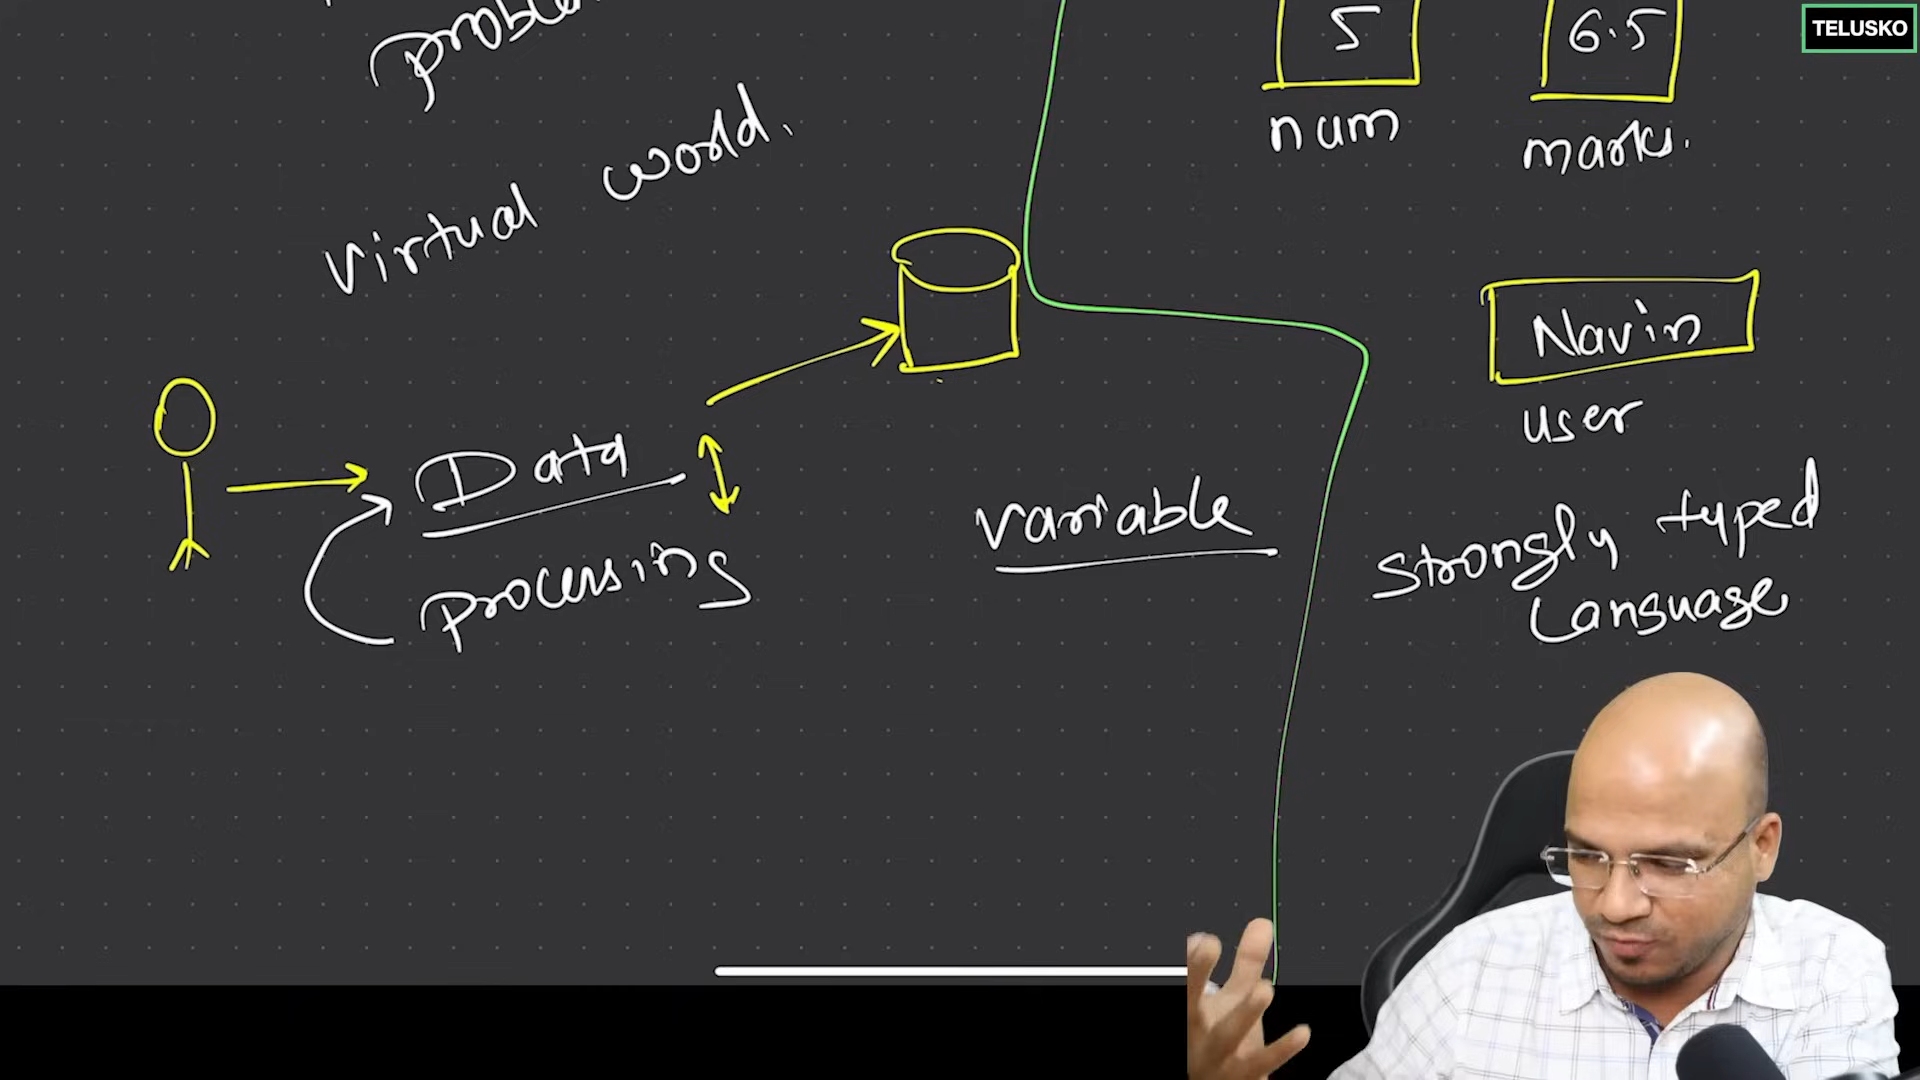 TELUSKO
5
6.5
num
marks.
virtual world.
Navin
user
Data
processing
variable
strongly typed
Language